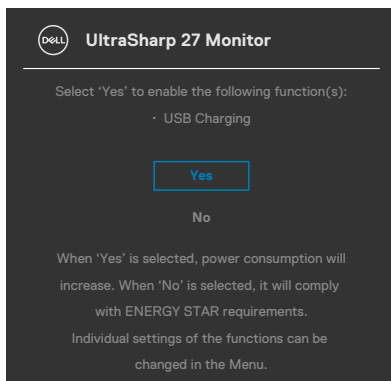 DELL UltraSharp 27 Monitor
Select ‘Yes’ to enable the following function(s):
· USB Charging
Yes
No
When ‘Yes’ is selected, power consumption will
increase. When ‘No’ is selected, it will comply
with ENERGY STAR requirements.
Individual settings of the functions can be
changed in the Menu.